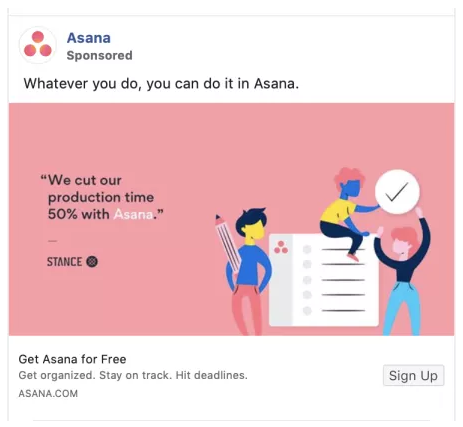 Asana
Sponsored
Whatever you do, you can do it in Asana.
“We cut our
production time
50% with Asana.”
STANCE
Get Asana for Free
Get organized. Stay on track. Hit deadlines.
Sign Up
ASANA.COM